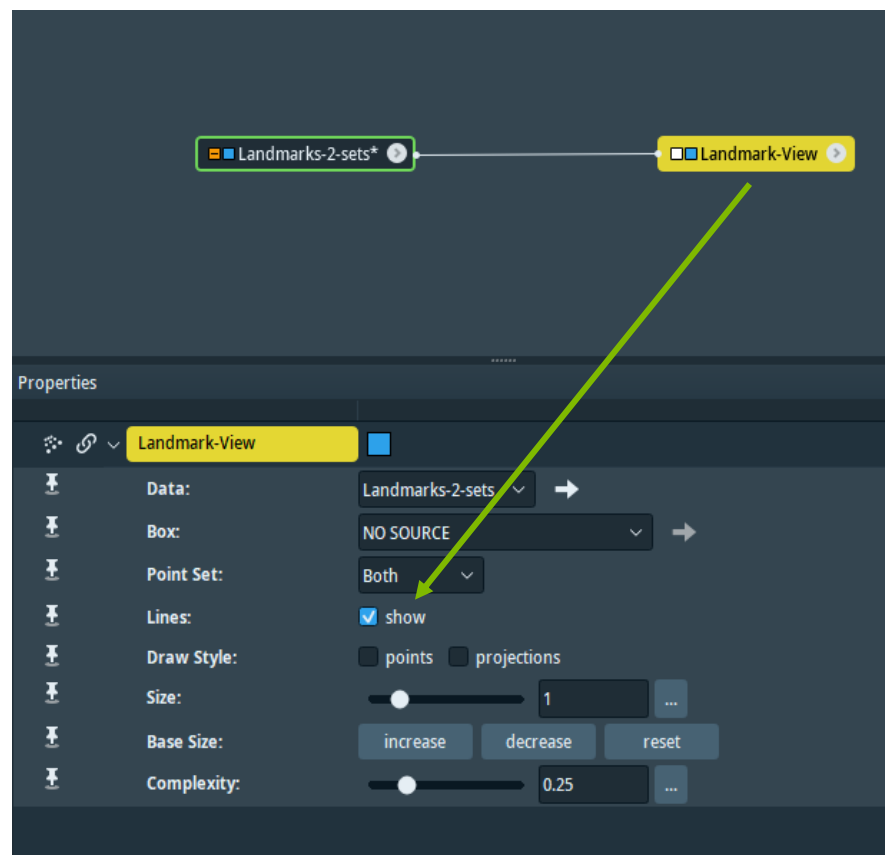 Landmarks-2-sets*
Landmark-View
Properties
Landmark-View
Data: Landmarks-2-sets
Box: NO SOURCE
Point Set: Both
Lines: show
Draw Style: points projections
Size: 1 ...
Base Size: increase decrease reset
Complexity: 0.25 ...